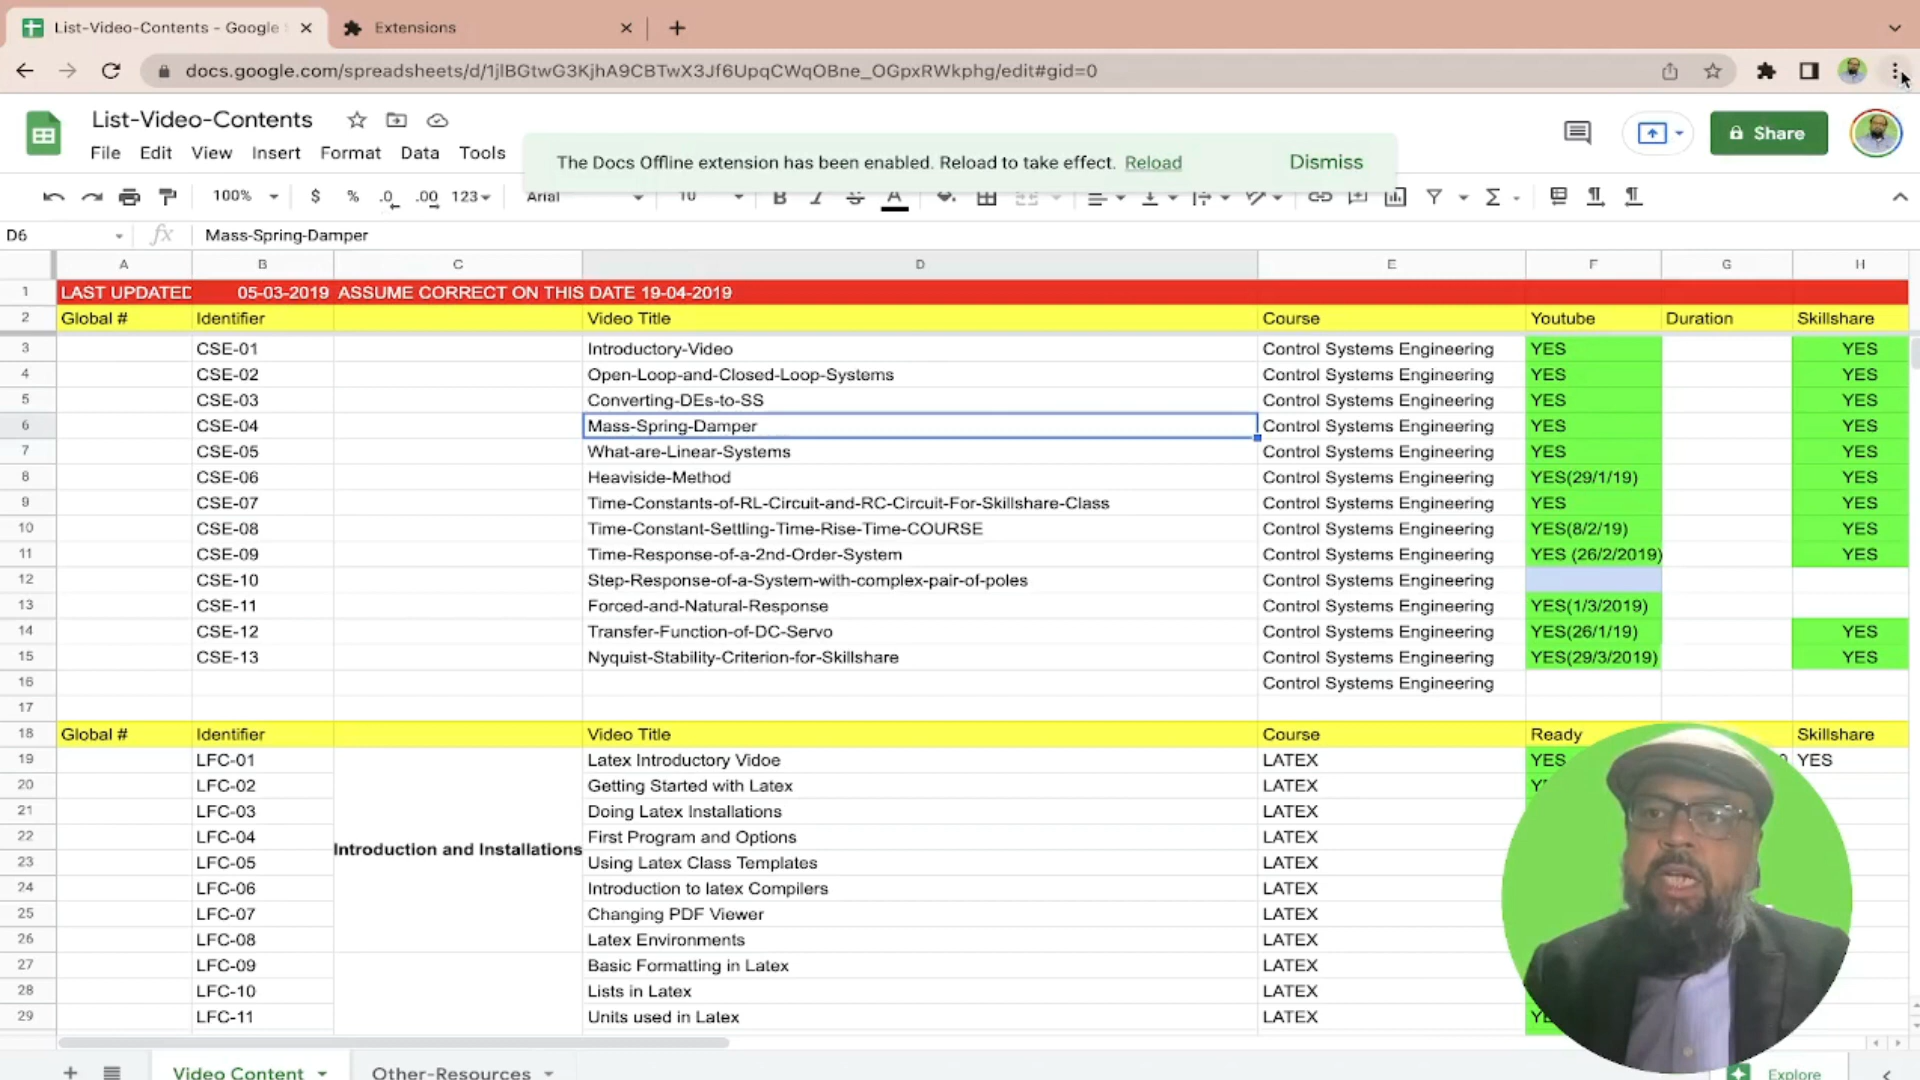 List-Video-Contents - Google
Extensions
docs.google.com/spreadsheets/d/1jlBGtwG3KjhA9CBTwX3Jf6UpqCWqOBne_OGpxRWkphg/edit#gid=0
List-Video-Contents
Share
File Edit View Insert Format Data Tools
The Docs Offline extension has been enabled. Reload to take effect. Reload Dismiss
100% $ % .0 .00 123 Arial 10 B I S A Σ
D6 fx Mass-Spring-Damper
A B C D E F G H
1 LAST UPDATED 05-03-2019 ASSUME CORRECT ON THIS DATE 19-04-2019
2 Global # Identifier Video Title Course Youtube Duration Skillshare
3 CSE-01 Introductory-Video Control Systems Engineering YES YES
4 CSE-02 Open-Loop-and-Closed-Loop-Systems Control Systems Engineering YES YES
5 CSE-03 Converting-DEs-to-SS Control Systems Engineering YES YES
6 CSE-04 Mass-Spring-Damper Control Systems Engineering YES YES
7 CSE-05 What-are-Linear-Systems Control Systems Engineering YES YES
8 CSE-06 Heaviside-Method Control Systems Engineering YES(29/1/19) YES
9 CSE-07 Time-Constants-of-RL-Circuit-and-RC-Circuit-For-Skillshare-Class Control Systems Engineering YES YES
10 CSE-08 Time-Constant-Settling-Time-Rise-Time-COURSE Control Systems Engineering YES(8/2/19) YES
11 CSE-09 Time-Response-of-a-2nd-Order-System Control Systems Engineering YES (26/2/2019) YES
12 CSE-10 Step-Response-of-a-System-with-complex-pair-of-poles Control Systems Engineering
13 CSE-11 Forced-and-Natural-Response Control Systems Engineering YES(1/3/2019)
14 CSE-12 Transfer-Function-of-DC-Servo Control Systems Engineering YES(26/1/19) YES
15 CSE-13 Nyquist-Stability-Criterion-for-Skillshare Control Systems Engineering YES(29/3/2019) YES
16 Control Systems Engineering
17
18 Global # Identifier Video Title Course Ready Skillshare
19 LFC-01 Latex Introductory Vidoe LATEX YES YES
20 LFC-02 Getting Started with Latex LATEX
21 LFC-03 Doing Latex Installations LATEX
22 LFC-04 First Program and Options LATEX
Introduction and Installations
23 LFC-05 Using Latex Class Templates LATEX
24 LFC-06 Introduction to latex Compilers LATEX
25 LFC-07 Changing PDF Viewer LATEX
26 LFC-08 Latex Environments LATEX
27 LFC-09 Basic Formatting in Latex LATEX
28 LFC-10 Lists in Latex LATEX
29 LFC-11 Units used in Latex LATEX
Video Content Other-Resources Explore